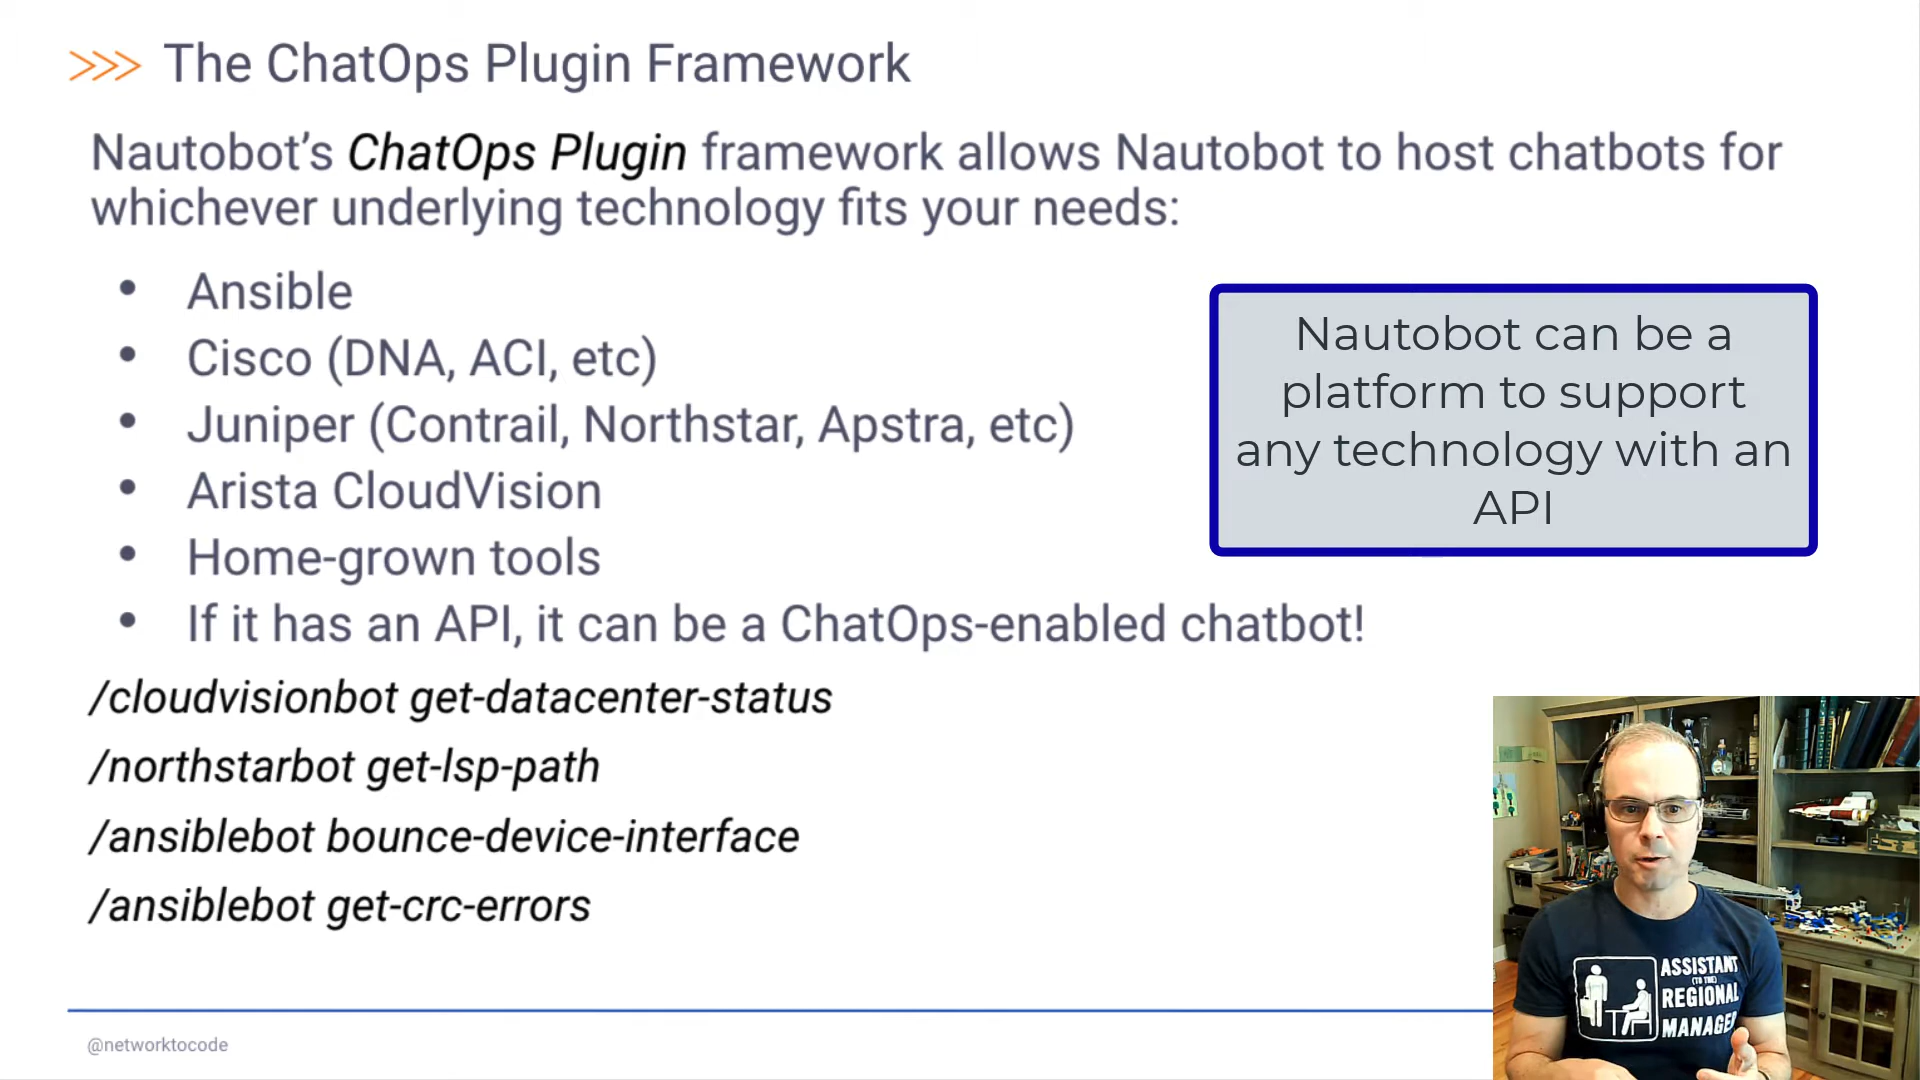 >>> The ChatOps Plugin Framework
Nautobot’s ChatOps Plugin framework allows Nautobot to host chatbots for
whichever underlying technology fits your needs:
• Ansible
• Cisco (DNA, ACI, etc)
• Juniper (Contrail, Northstar, Apstra, etc)
• Arista CloudVision
• Home-grown tools
• If it has an API, it can be a ChatOps-enabled chatbot!
Nautobot can be a
platform to support
any technology with an
API
/cloudvisionbot get-datacenter-status
/northstarbot get-lsp-path
/ansiblebot bounce-device-interface
/ansiblebot get-crc-errors
@networktocode
ASSISTANT
(TO THE)
REGIONAL
MANAGER